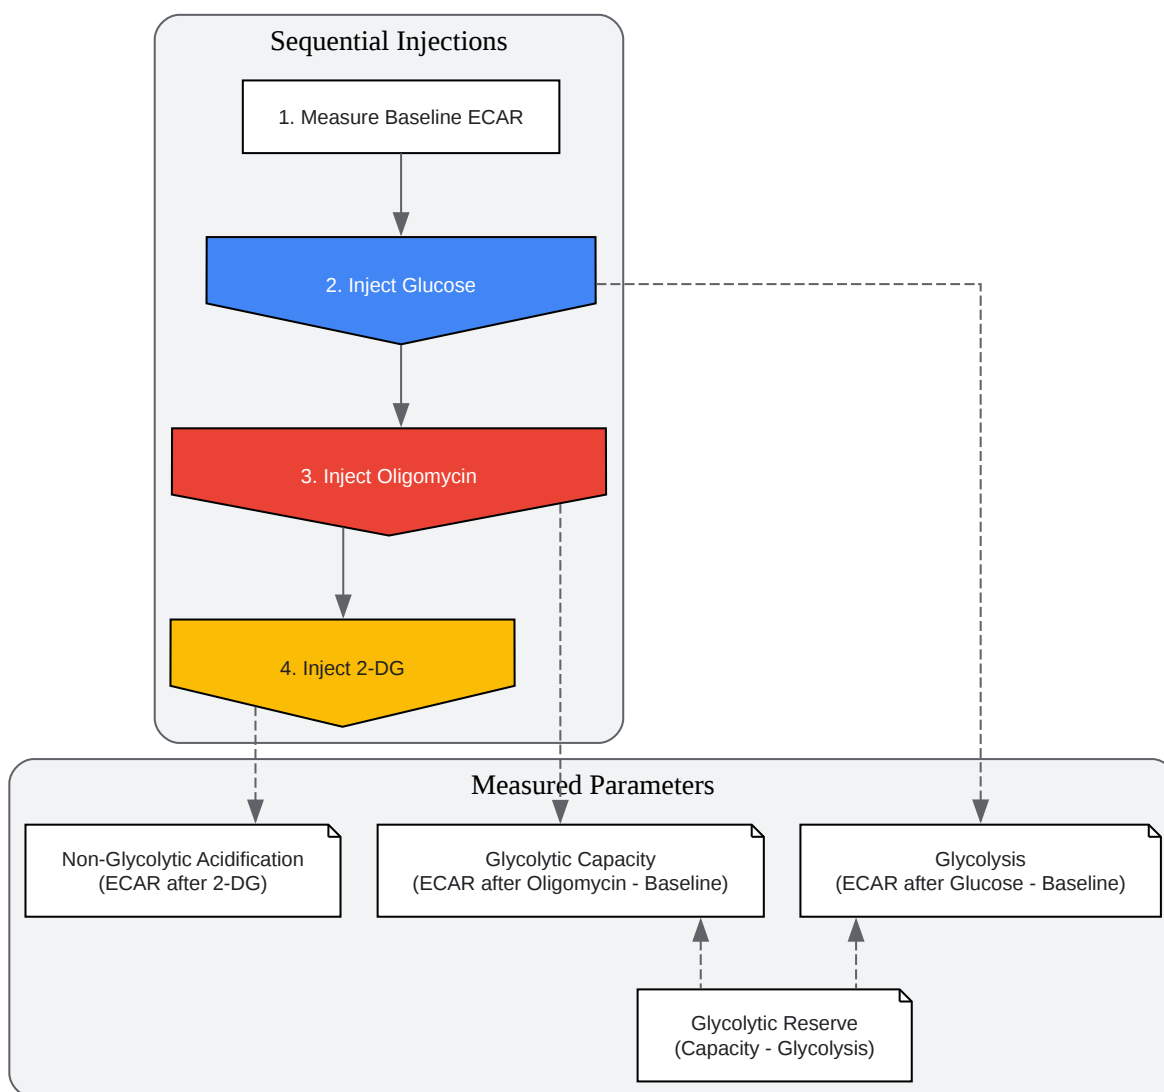 Sequential Injections
1. Measure Baseline ECAR
2. Inject Glucose
3. Inject Oligomycin
4. Inject 2-DG
Measured Parameters
Non-Glycolytic Acidification
(ECAR after 2-DG)
Glycolytic Capacity
(ECAR after Oligomycin - Baseline)
Glycolysis
(ECAR after Glucose - Baseline)
Glycolytic Reserve
(Capacity - Glycolysis)